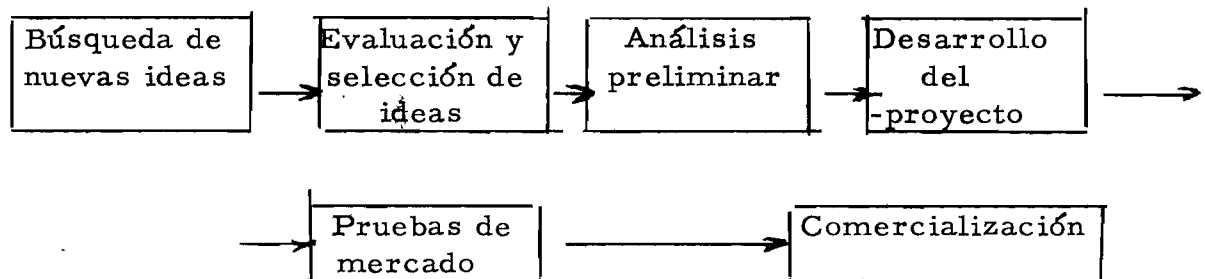 Búsqueda de
nuevas ideas
Evaluación y
selección de
ideas
Análisis
preliminar
Desarrollo
del
-proyecto
Pruebas de
mercado
Comercialización